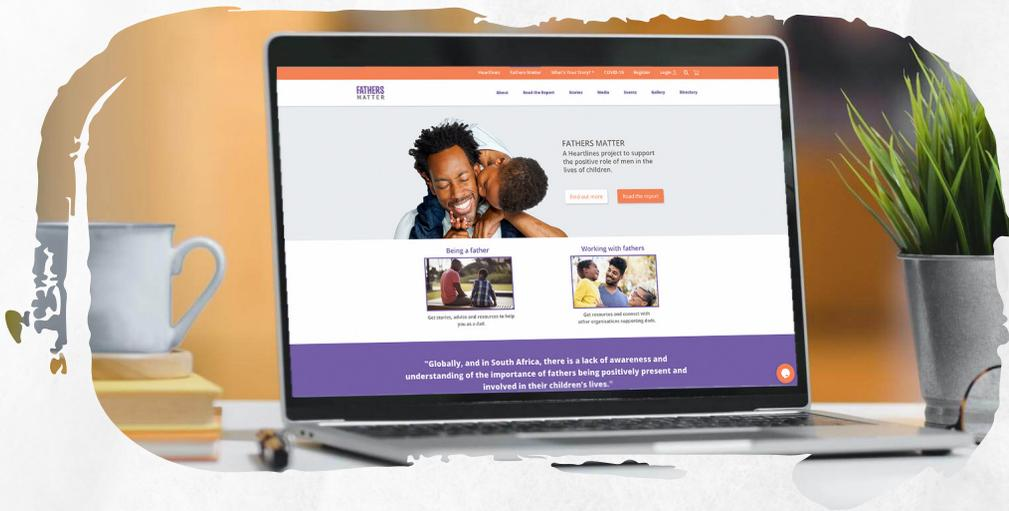 Heartlines Fathers Matter What's Your Story? COVID-19 Register Login
FATHERS
MATTER
About Read the Report Stories Media Events Gallery Directory
FATHERS MATTER
A Heartlines project to support
the positive role of men in the
lives of children.
Find out more Read the report
Being a father Working with fathers
Get stories, advice and resources to help
you as a dad.
Get resources and connect with
other organisations supporting dads.
"Globally, and in South Africa, there is a lack of awareness and
understanding of the importance of fathers being positively present and
involved in their children's lives."